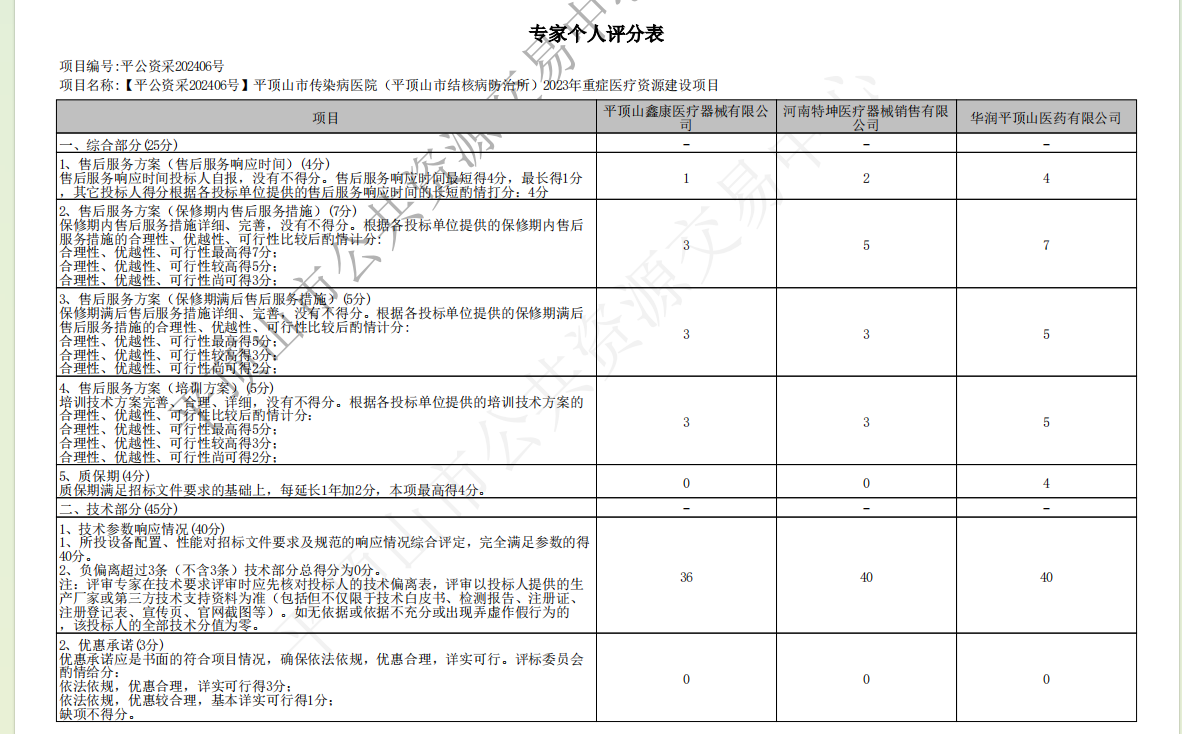 专家个人评分表
项目编号:平公资采202406号
项目名称:【平公资采202406号】平顶山市传染病医院（平顶山市结核病防治所）2023年重症医疗资源建设项目
项目
平顶山鑫康医疗器械有限公
司
河南特坤医疗器械销售有限
公司
华润平顶山医药有限公司
一、综合部分(25分)
-
-
-
1、售后服务方案（售后服务响应时间）(4分)
售后服务响应时间投标人自报，没有不得分。售后服务响应时间最短得4分，最长得1分
，其它投标人得分根据各投标单位提供的售后服务响应时间的长短酌情打分：4分
1
2
4
2、售后服务方案（保修期内售后服务措施）(7分)
保修期内售后服务措施详细、完善，没有不得分。根据各投标单位提供的保修期内售后
服务措施的合理性、优越性、可行性比较后酌情计分:
合理性、优越性、可行性最高得7分；
合理性、优越性、可行性较高得5分；
合理性、优越性、可行性尚可得3分；
3
5
7
3、售后服务方案（保修期满后售后服务措施）(5分)
保修期满后售后服务措施详细、完善，没有不得分。根据各投标单位提供的保修期满后
售后服务措施的合理性、优越性、可行性比较后酌情计分:
合理性、优越性、可行性最高得5分；
合理性、优越性、可行性较高得3分；
合理性、优越性、可行性尚可得2分；
3
3
5
4、售后服务方案（培训方案）(5分)
培训技术方案完善、合理、详细，没有不得分。根据各投标单位提供的培训技术方案的
合理性、优越性、可行性比较后酌情计分:
合理性、优越性、可行性最高得5分；
合理性、优越性、可行性较高得3分；
合理性、优越性、可行性尚可得2分；
3
3
5
5、质保期(4分)
质保期满足招标文件要求的基础上，每延长1年加2分，本项最高得4分。
0
0
4
二、技术部分(45分)
-
-
-
1、技术参数响应情况(40分)
1、所投设备配置、性能对招标文件要求及规范的响应情况综合评定，完全满足参数的得
40分。
2、负偏离超过3条（不含3条）技术部分总得分为0分。
注：评审专家在技术要求评审时应先核对投标人的技术偏离表，评审以投标人提供的生
产厂家或第三方技术支持资料为准（包括但不仅限于技术白皮书、检测报告、注册证、
注册登记表、宣传页、官网截图等）。如无依据或依据不充分或出现弄虚作假行为的
，该投标人的全部技术分值为零。
36
40
40
2、优惠承诺(3分)
优惠承诺应是书面的符合项目情况，确保依法依规，优惠合理，详实可行。评标委员会
酌情给分：
依法依规，优惠合理，详实可行得3分；
依法依规，优惠较合理，基本详实可行得1分；
缺项不得分。
0
0
0
平顶山市公共资源交易中
平顶山市公共资源交易中心